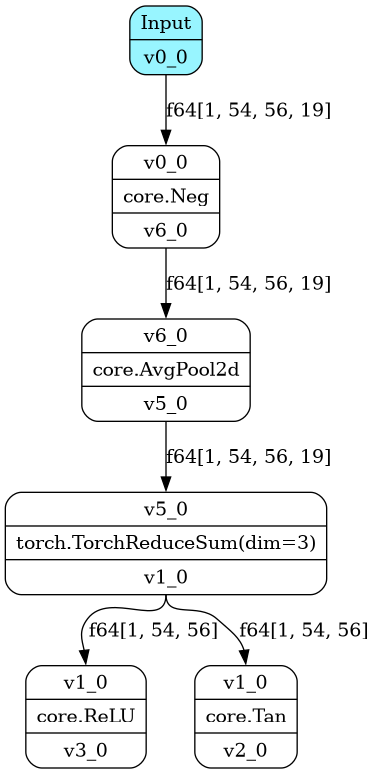 Input
v0_0
f64[1, 54, 56, 19]
v0_0
core.Neg
v6_0
f64[1, 54, 56, 19]
v6_0
core.AvgPool2d
v5_0
f64[1, 54, 56, 19]
v5_0
torch.TorchReduceSum(dim=3)
v1_0
f64[1, 54, 56]
f64[1, 54, 56]
v1_0
core.ReLU
v3_0
v1_0
core.Tan
v2_0